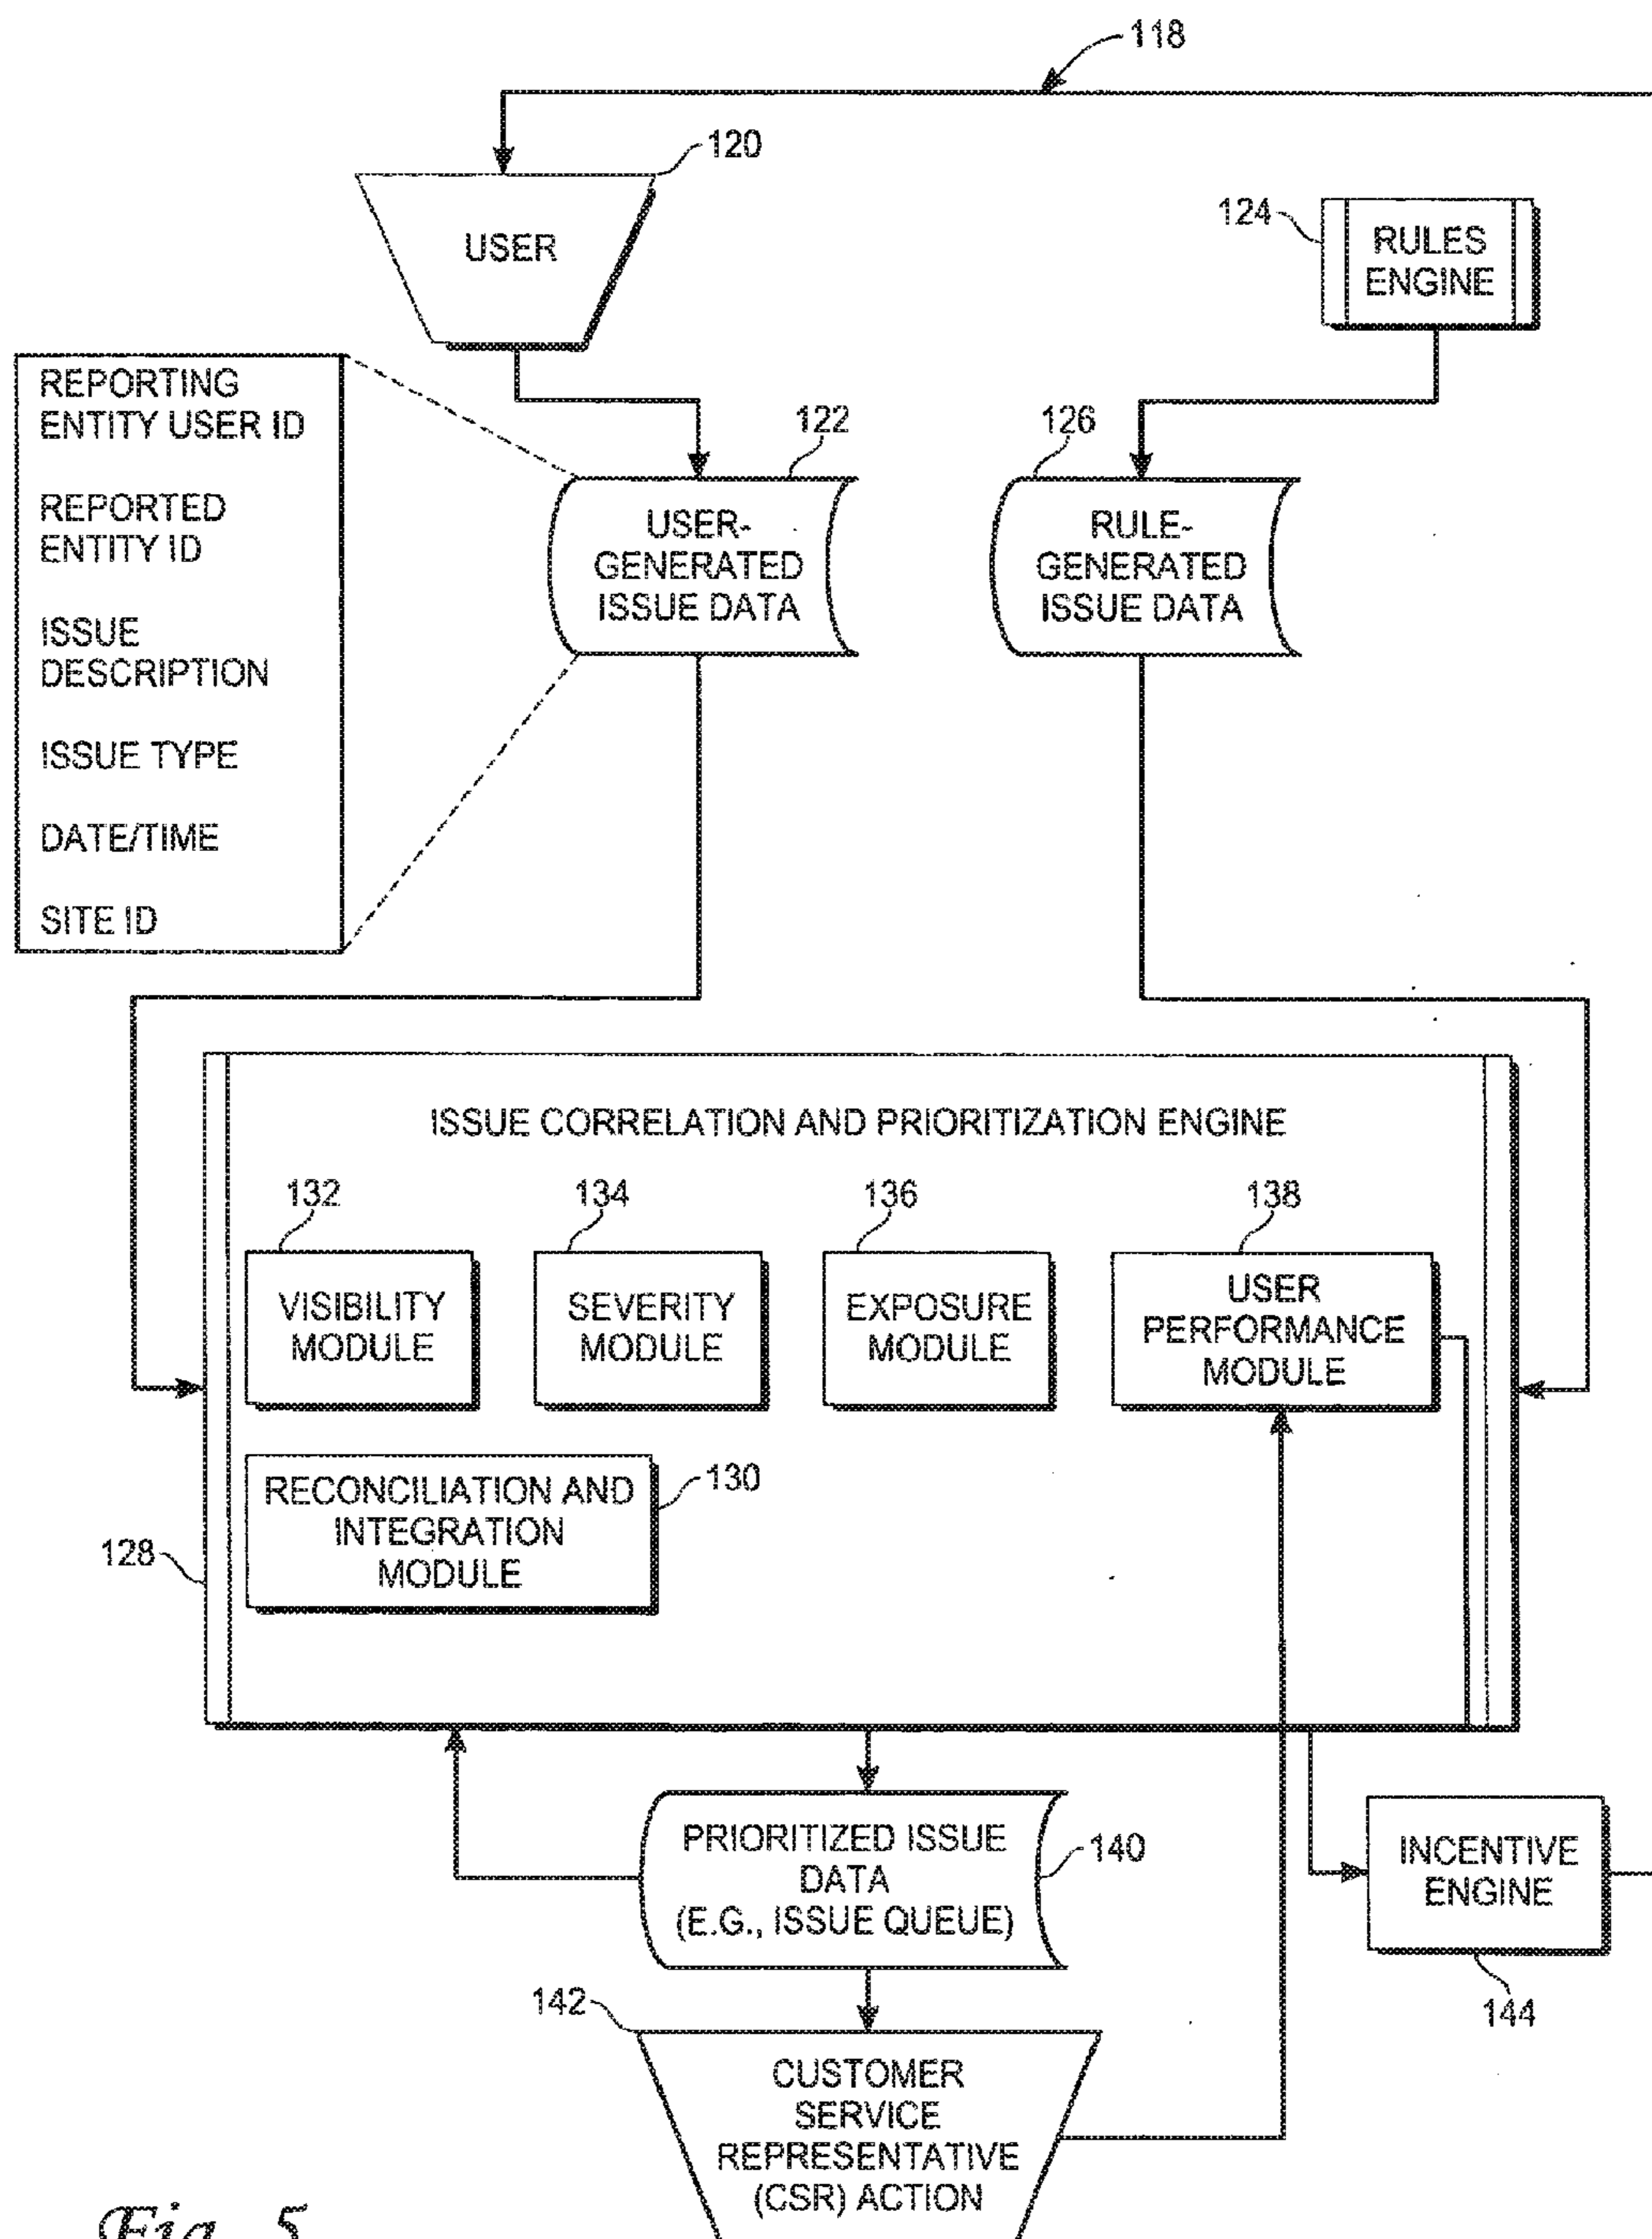 118
120
USER
124
RULES
ENGINE
REPORTING
ENTITY USER ID
REPORTED
ENTITY ID
ISSUE
DESCRIPTION
ISSUE TYPE
DATE/TIME
SITE ID
122
USER-
GENERATED
ISSUE DATA
126
RULE-
GENERATED
ISSUE DATA
ISSUE CORRELATION AND PRIORITIZATION ENGINE
132
VISIBILITY
MODULE
134
SEVERITY
MODULE
136
EXPOSURE
MODULE
138
USER
PERFORMANCE
MODULE
RECONCILIATION AND
INTEGRATION
MODULE
130
128
PRIORITIZED ISSUE
DATA
(E.G., ISSUE QUEUE)
140
INCENTIVE
ENGINE
144
142
CUSTOMER
SERVICE
REPRESENTATIVE
(CSR) ACTION
Fig. 5